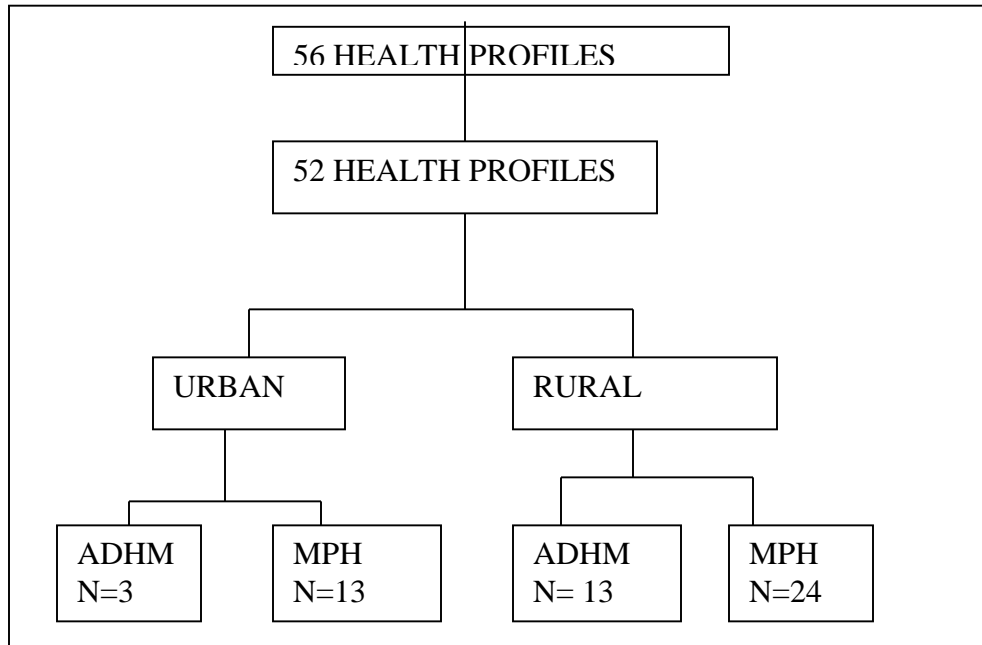 56 HEALTH PROFILES
52 HEALTH PROFILES
URBAN
RURAL
ADHM
N=3
MPH
N=13
ADHM
N= 13
MPH
N=24